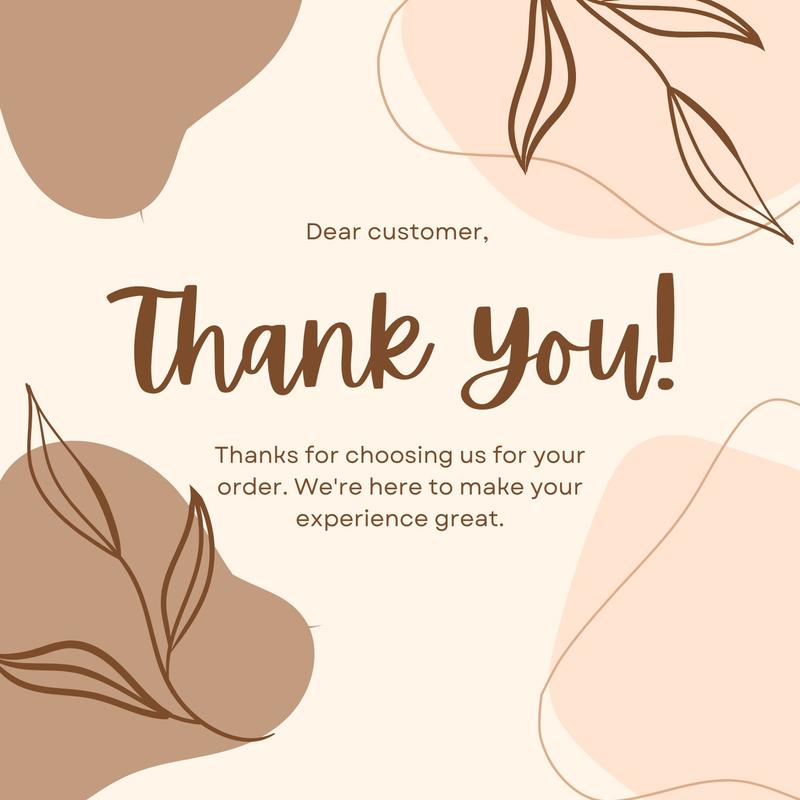 Dear customer,
Thank You!
Thanks for choosing us for your
order. We're here to make your
experience great.